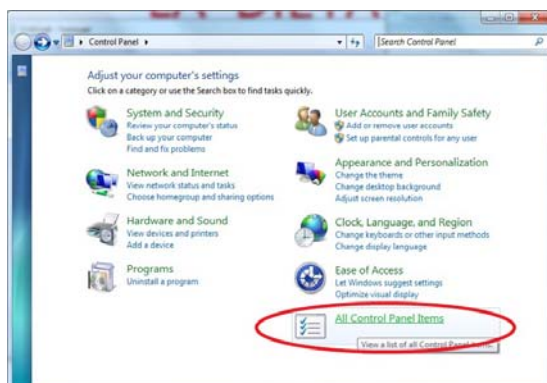 Control Panel
Search Control Panel
Adjust your computer's settings
Click on a category or use the Search box to find tasks quickly.
System and Security
Review your computer's status
Back up your computer
Find and fix problems
Network and Internet
View network status and tasks
Choose homegroup and sharing options
Hardware and Sound
View devices and printers
Add a device
Programs
Uninstall a program
User Accounts and Family Safety
Add or remove user accounts
Set up parental controls for any user
Appearance and Personalization
Change the theme
Change desktop background
Adjust screen resolution
Clock, Language, and Region
Change keyboards or other input methods
Change display language
Ease of Access
Let Windows suggest settings
Optimize visual display
All Control Panel Items
View a list of all Control Panel items.